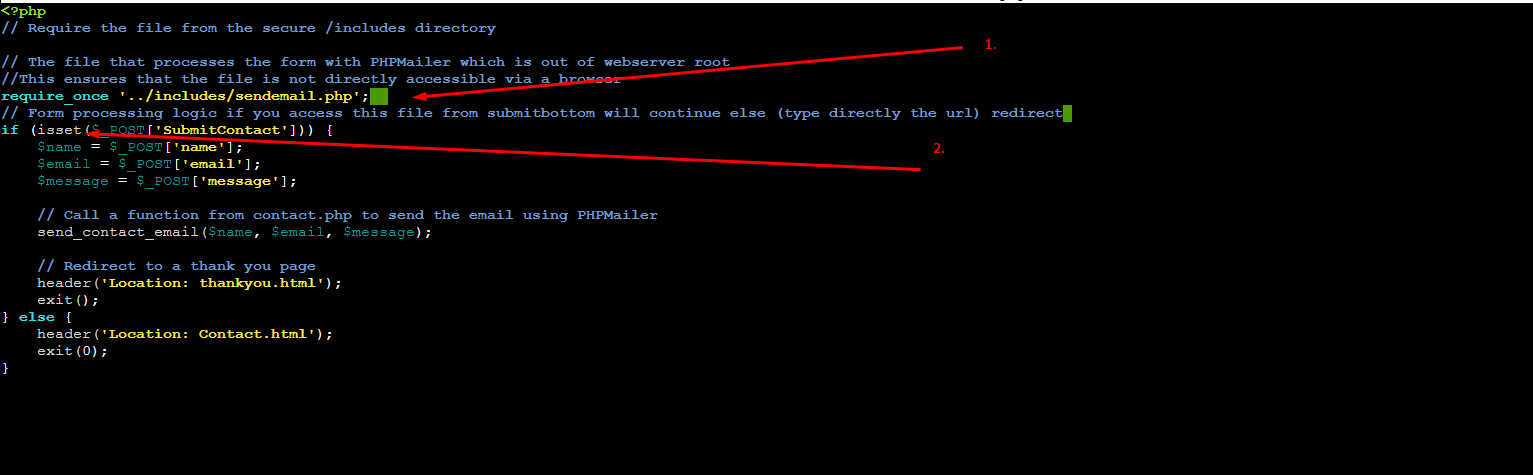 <?php
// Require the file from the secure /includes directory
// The file that processes the form with PHPMailer which is out of webserver root
//This ensures that the file is not directly accessible via a browser
require_once '../includes/sendemail.php';
// Form processing logic if you access this file from submitbottom will continue else (type directly the url) redirect
if (isset($_POST['SubmitContact'])) {
    $name = $_POST['name'];
    $email = $_POST['email'];
    $message = $_POST['message'];
    // Call a function from contact.php to send the email using PHPMailer
    send_contact_email($name, $email, $message);
    // Redirect to a thank you page
    header('Location: thankyou.html');
    exit();
} else {
    header('Location: Contact.html');
    exit(0);
}
1.
2.